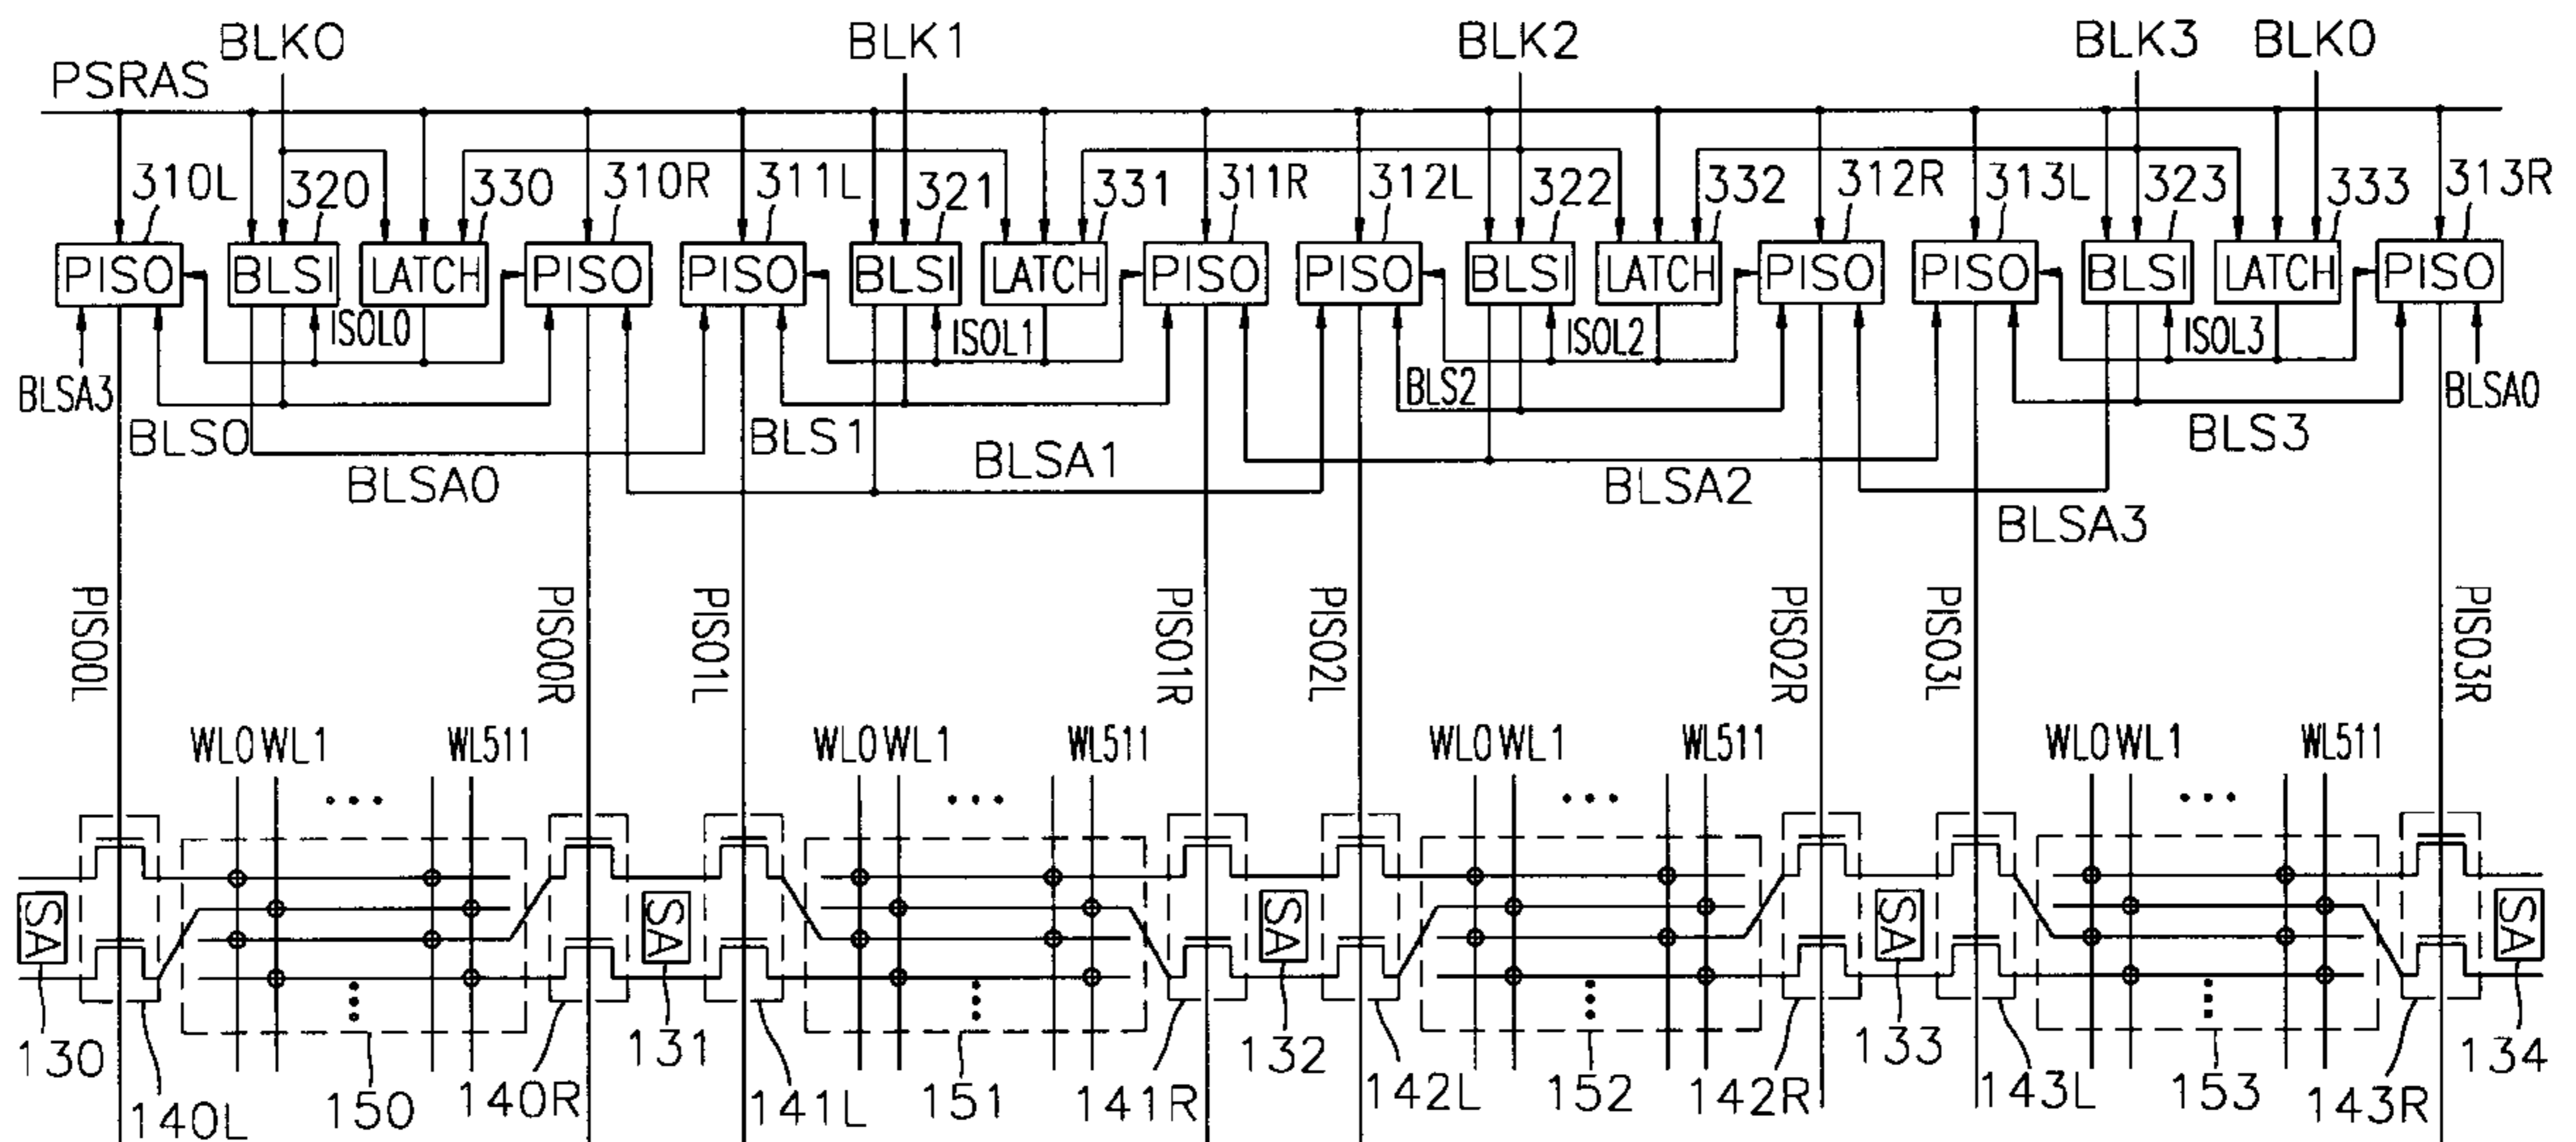 BLK0 BLK1 BLK2 BLK3 BLK0
PSRAS
310L 320 330 310R 311L 321 331 311R 312L 322 332 312R 313L 323 333 313R
PISO BLSI LATCH PISO PISO BLSI LATCH PISO PISO BLSI LATCH PISO PISO BLSI LATCH PISO
ISOL0 ISOL1 ISOL2 ISOL3
BLSA3 BLS2 BLSA0
BLS0 BLS1 BLS3
BLSA0 BLSA1 BLSA2
BLSA3
PISO0L PISO0R PISO1L PISO1R PISO2L PISO2R PISO3L PISO3R
WL0 WL1 WL511 WL0 WL1 WL511 WL0 WL1 WL511 WL0 WL1 WL511
... ... ... ...
SA SA SA SA SA
130 131 132 133 134
140L 150 140R 141L 151 141R 142L 152 142R 143L 153 143R